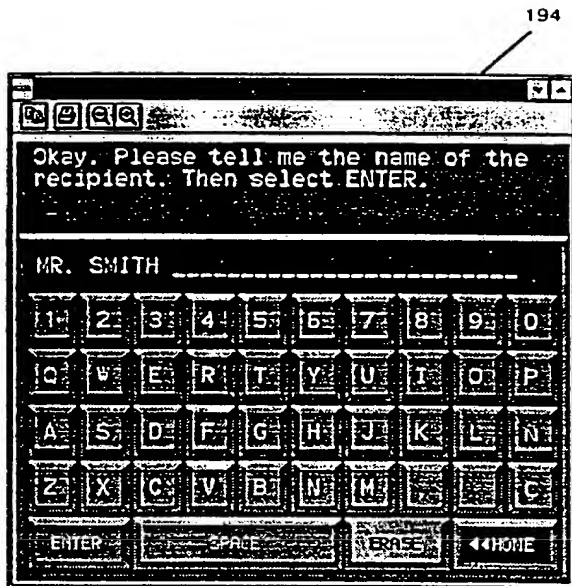 194
Okay. Please tell me the name of the
recipient. Then select ENTER.
MR. SMITH
1 2 3 4 5 6 7 8 9 0
Q W E R T Y U I O P
A S D F G H J K L Ñ
Z X C V B N M Ç
ENTER SPACE ERASE ◄◄HOME